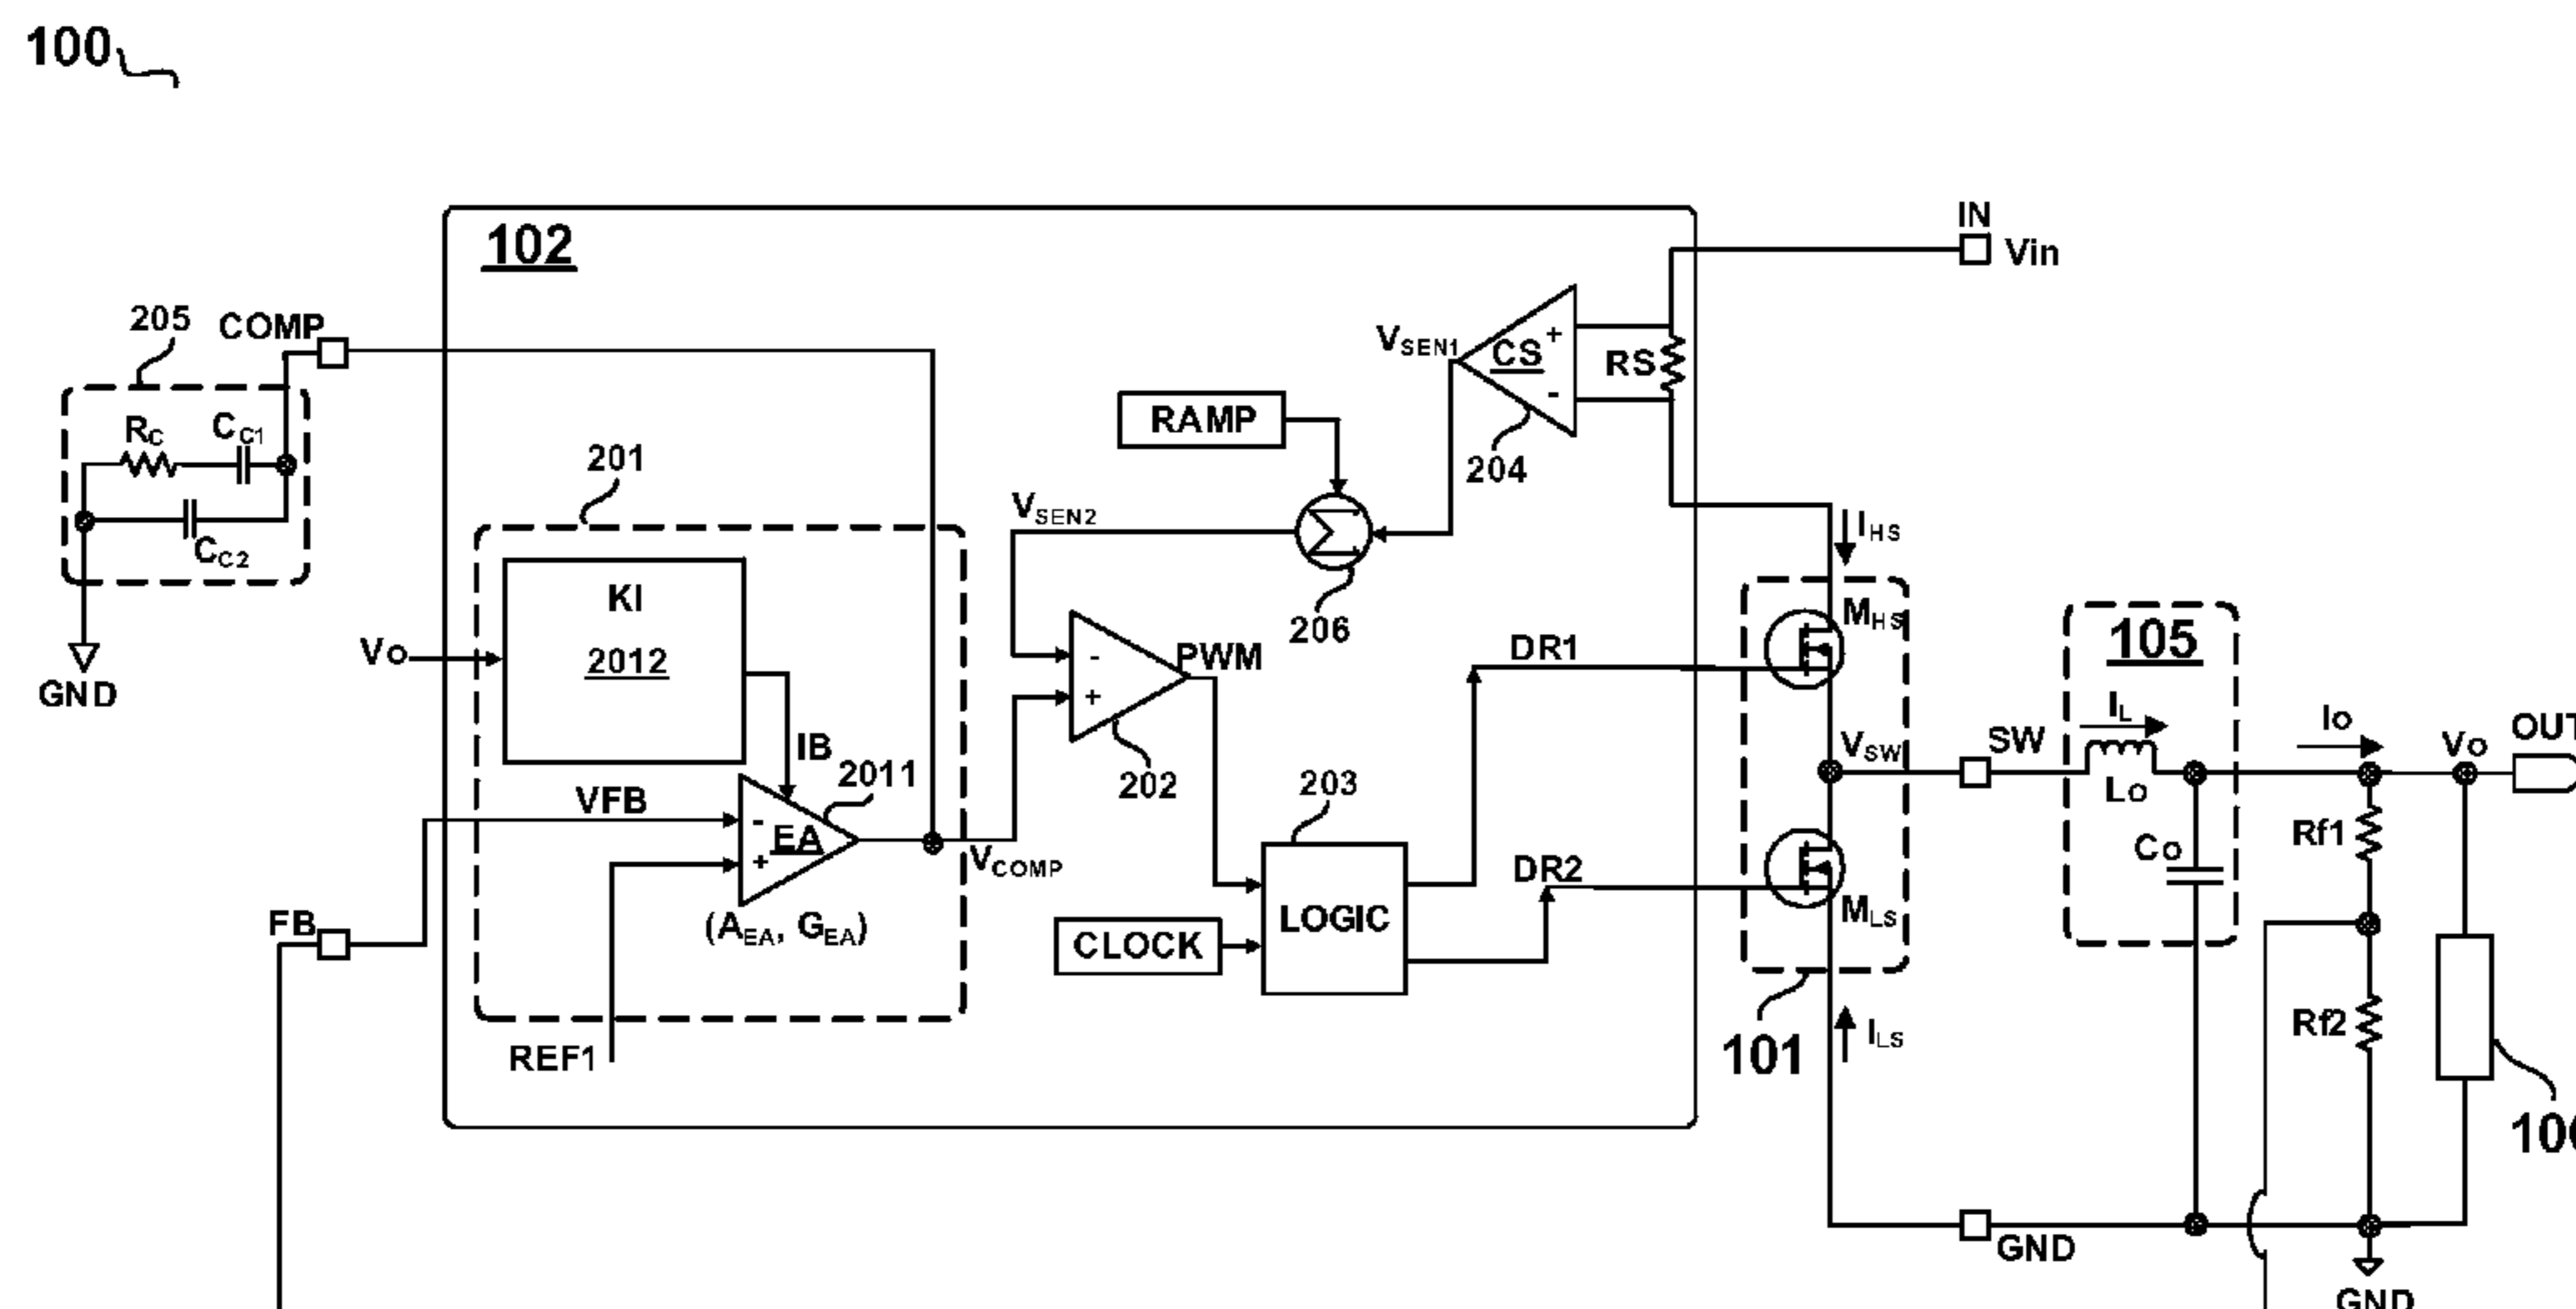 100
102
IN
Vin
205
COMP
VSEN1
CS
+
-
RS
RAMP
204
RC
CC1
201
VSEN2
IHS
CC2
KI
206
MHS
2012
Vo
-
PWM
DR1
105
GND
+
IL
Io
OUT
IB
VSW
SW
Vo
2011
202
203
Lo
VFB
-
EA
+
VCOMP
DR2
Rf1
Co
FB
(AEA, GEA)
CLOCK
LOGIC
MLS
REF1
101
ILS
Rf2
GND
GND